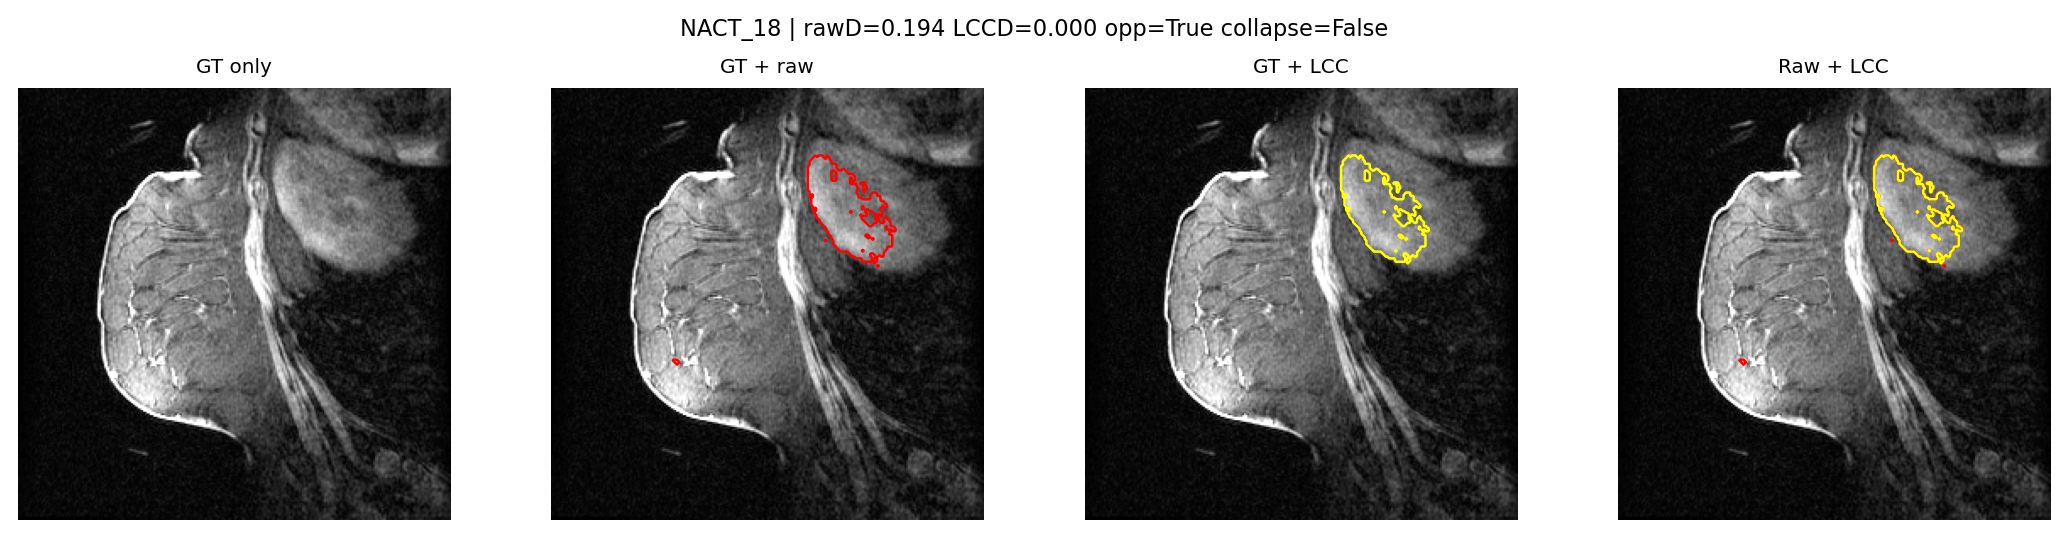 NACT_18 | rawD=0.194 LCCD=0.000 opp=True collapse=False
GT only
GT + raw
GT + LCC
Raw + LCC